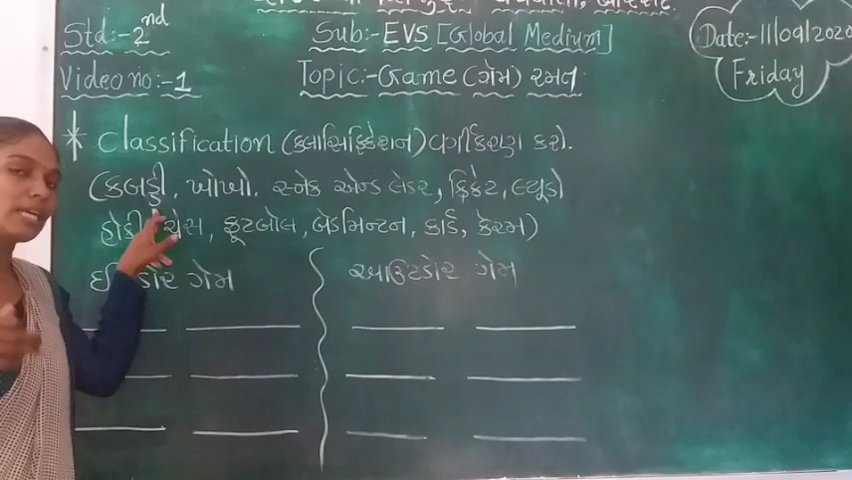 Std:-2nd Sub:-EVS [Global Medium] Date:-11/09/2020
Video no:-1 Topic:-Game (ગેમ) રમત Friday
* Classification (ક્લાસિફિકેશન) વર્ગીકરણ કરો.
(કબડ્ડી, ખોખો, સ્નેક એન્ડ લેડર, ક્રિકેટ, લ્યુડો
હોકી, ચેસ, ફૂટબોલ, બેડમિન્ટન, કાર્ડ, કેરમ)
ઈ ડોર ગેમ આઉટડોર ગેમ